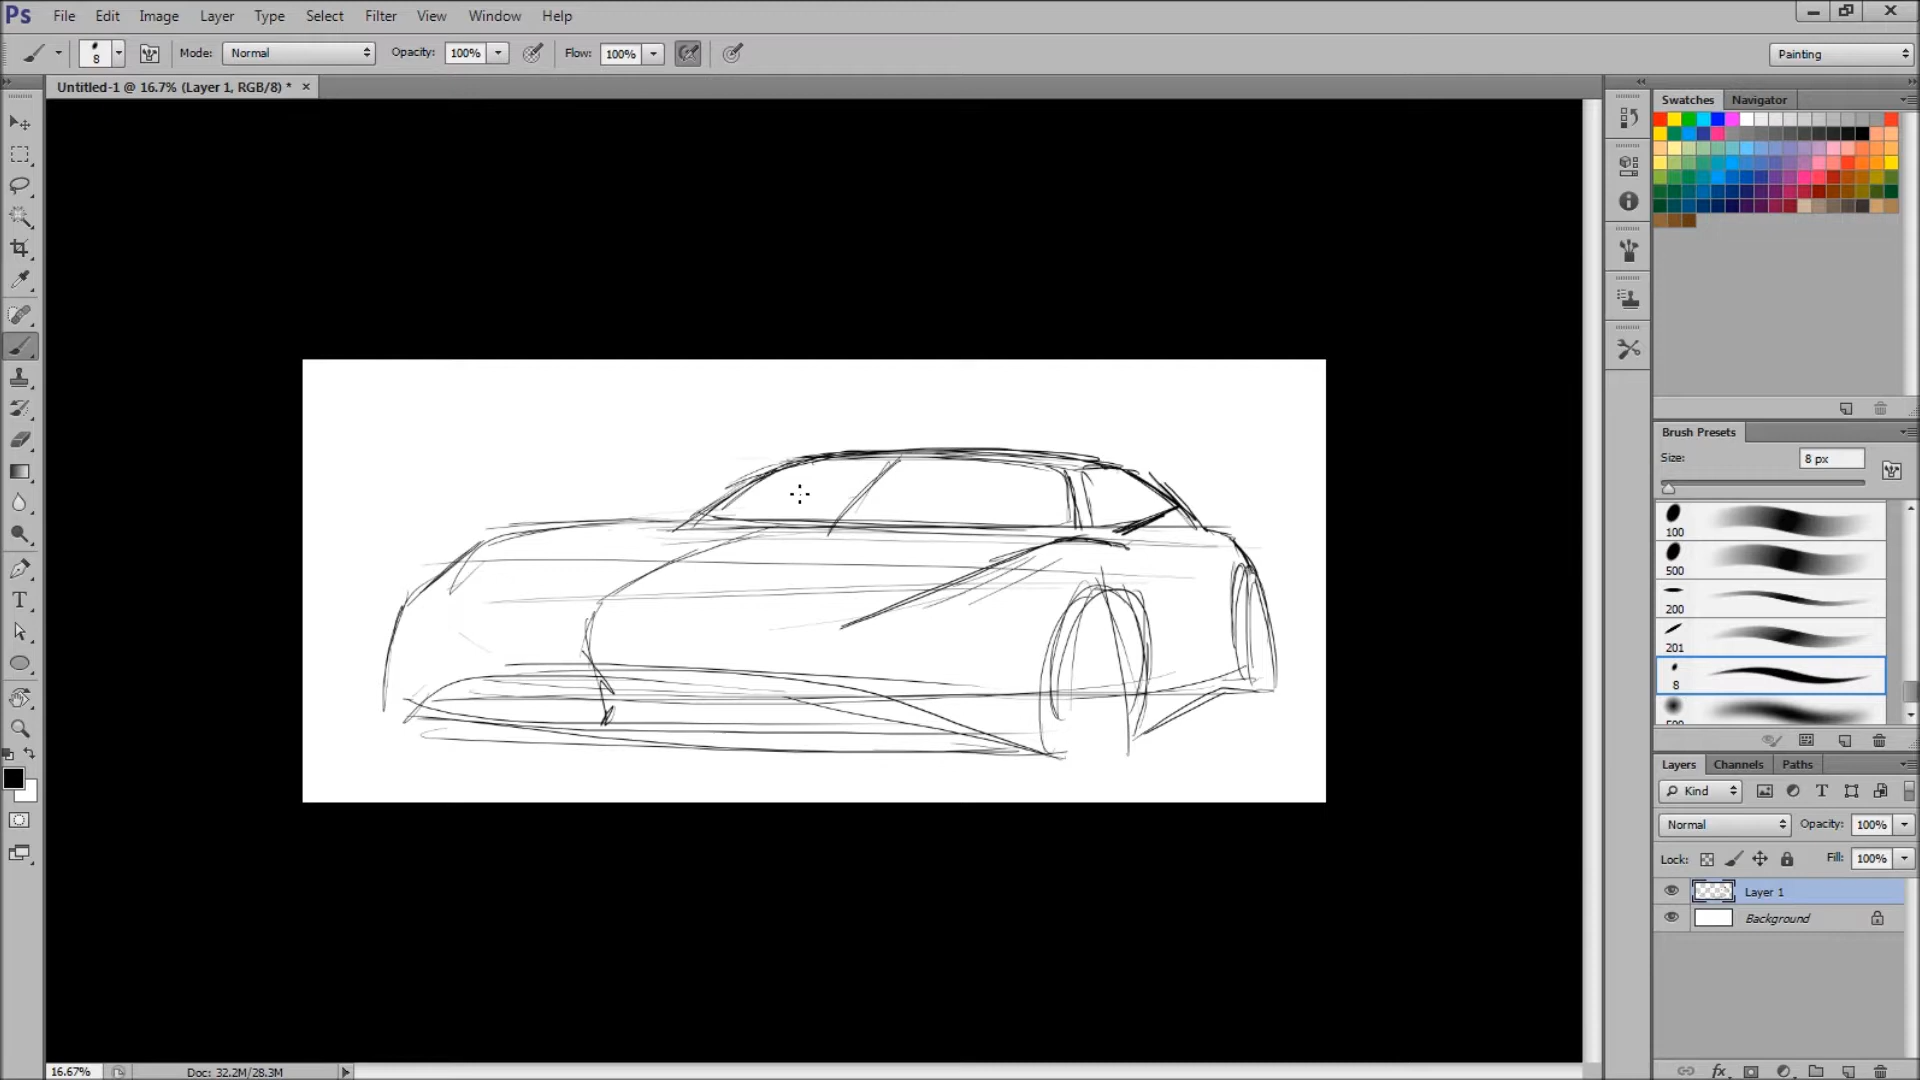 Ps File Edit Image Layer Type Select Filter View Window Help
8 Mode: Normal Opacity: 100% Flow: 100% Painting
Untitled-1 @ 16.7% (Layer 1, RGB/8) * ×
Swatches Navigator
Brush Presets
Size: 8 px
100
500
200
201
8
Layers Channels Paths
Kind T
Normal Opacity: 100%
Lock: Fill: 100%
Layer 1
Background
16.67% Doc: 32.2M/28.3M
fx